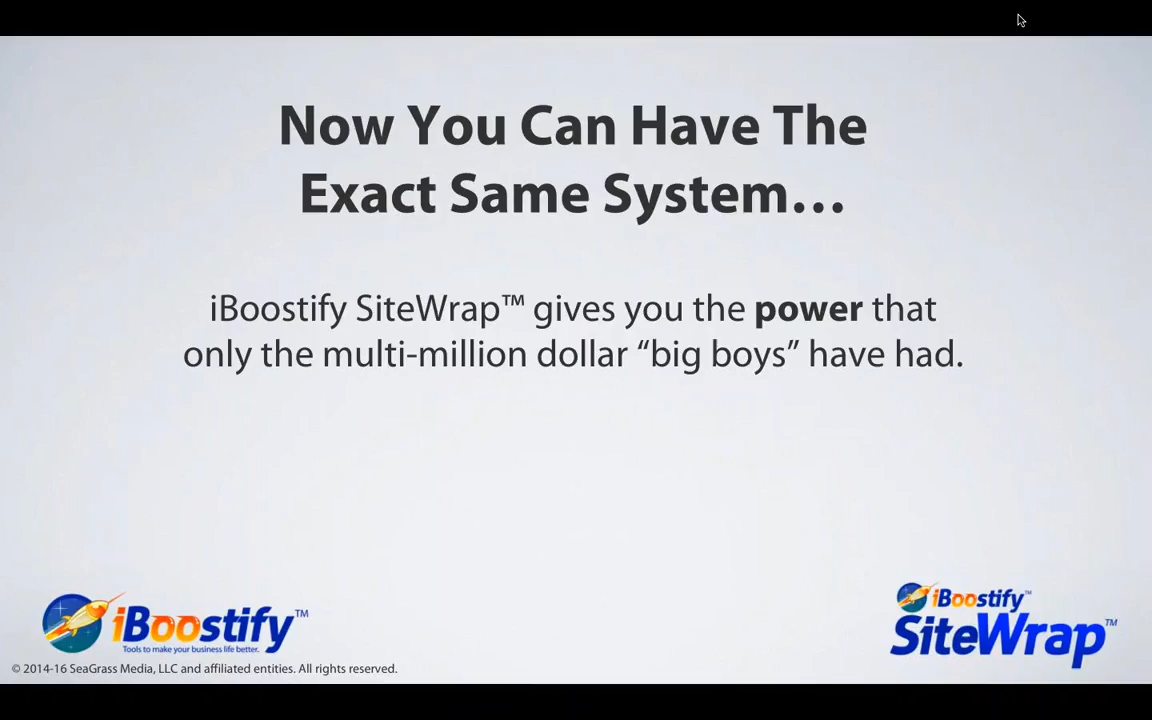 Now You Can Have The
Exact Same System…
iBoostify SiteWrap™ gives you the power that
only the multi-million dollar “big boys” have had.
iBoostify™
Tools to make your business life better.
iBoostify™
SiteWrap™
© 2014-16 SeaGrass Media, LLC and affiliated entities. All rights reserved.